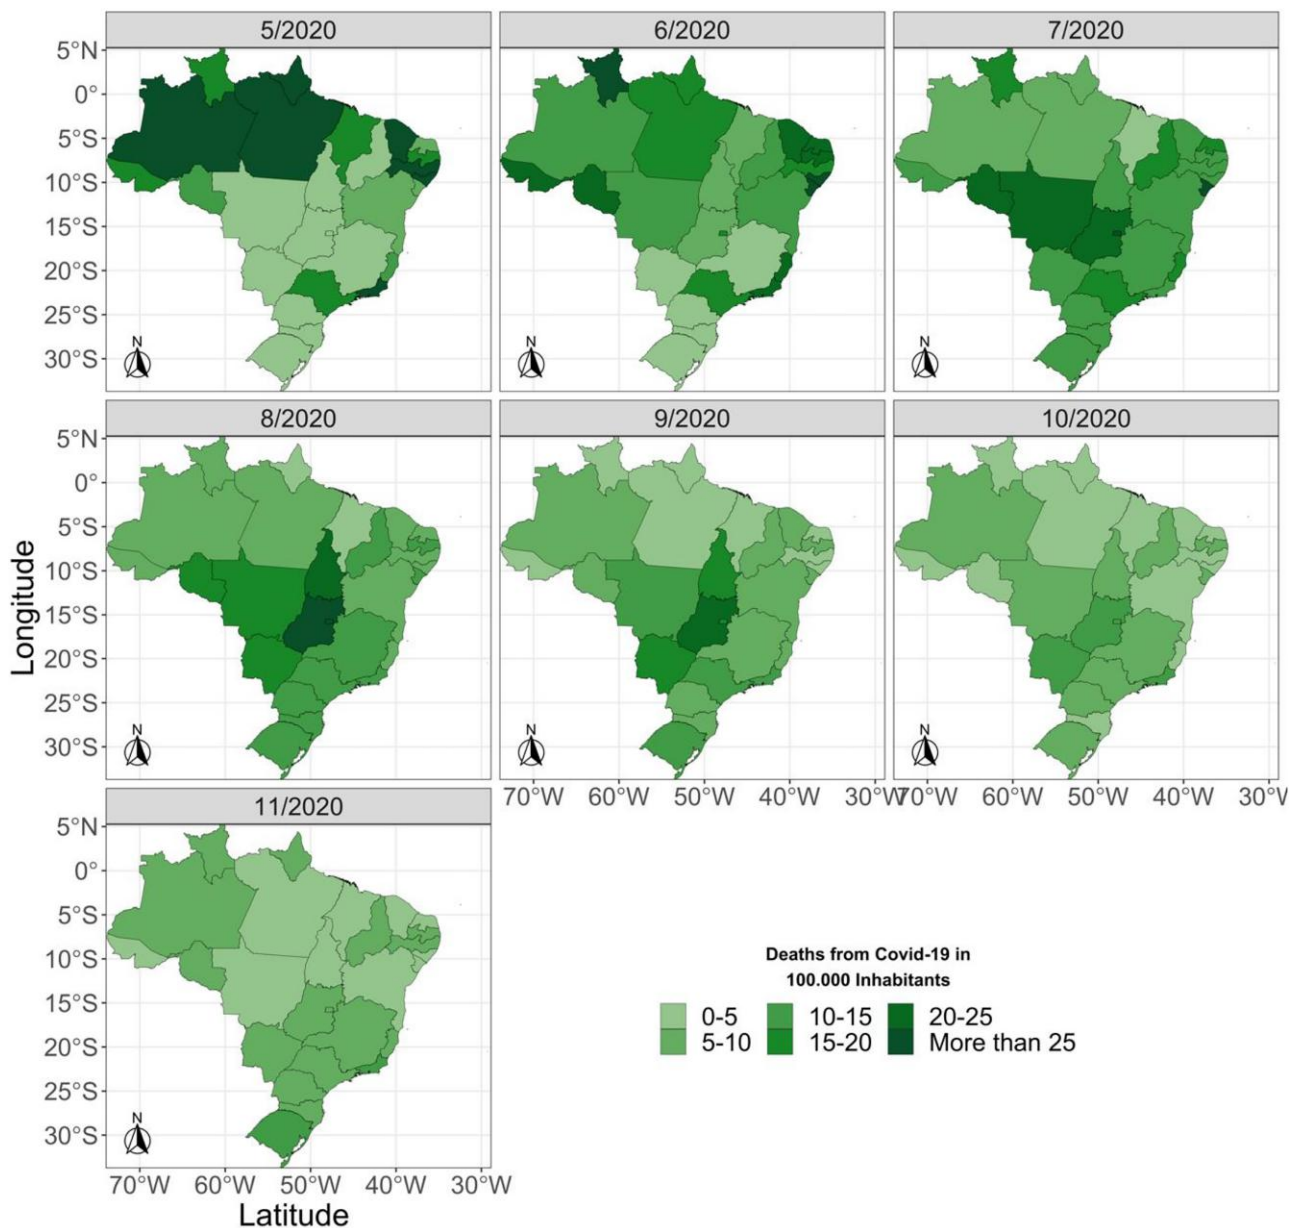 5/2020
6/2020
7/2020
5°N
0°
5°S
10°S
15°S
20°S
25°S
30°S
N
N
N
8/2020
9/2020
10/2020
5°N
0°
5°S
10°S
15°S
20°S
25°S
30°S
N
N
N
70°W 60°W 50°W 40°W 30°W
70°W 60°W 50°W 40°W 30°W
11/2020
5°N
0°
5°S
10°S
15°S
20°S
25°S
30°S
N
70°W 60°W 50°W 40°W 30°W
Longitude
Latitude
Deaths from Covid-19 in
100.000 Inhabitants
0-5 10-15 20-25
5-10 15-20 More than 25